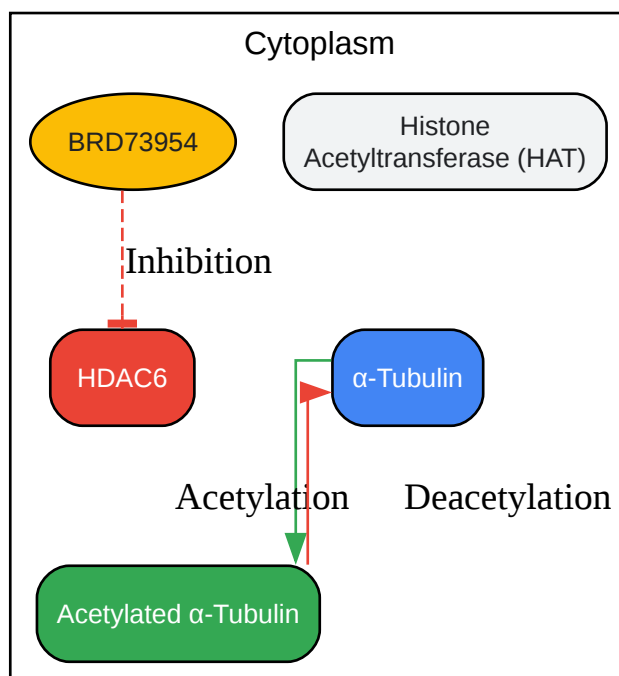 Cytoplasm
BRD73954
Histone
Acetyltransferase (HAT)
Inhibition
HDAC6
α-Tubulin
Acetylation
Deacetylation
Acetylated α-Tubulin